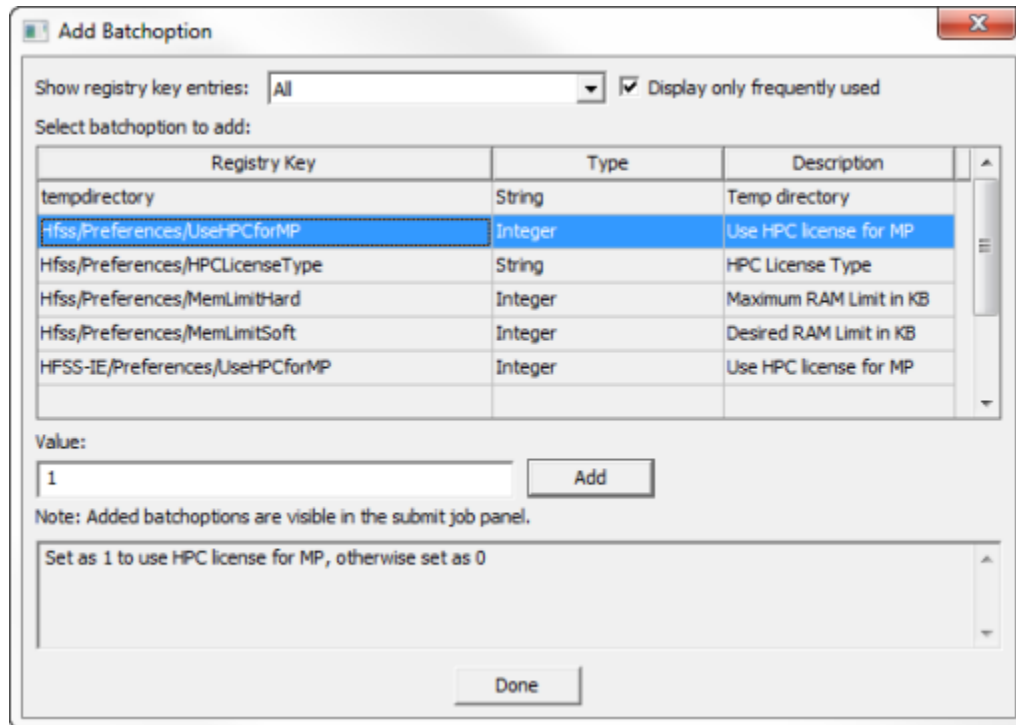 Add Batchoption
Show registry key entries: All Display only frequently used
Select batchoption to add:
Registry Key Type Description
tempdirectory String Temp directory
Hfss/Preferences/UseHPCforMP Integer Use HPC license for MP
Hfss/Preferences/HPCLicenseType String HPC License Type
Hfss/Preferences/MemLimitHard Integer Maximum RAM Limit in KB
Hfss/Preferences/MemLimitSoft Integer Desired RAM Limit in KB
HFSS-IE/Preferences/UseHPCforMP Integer Use HPC license for MP
Value:
1 Add
Note: Added batchoptions are visible in the submit job panel.
Set as 1 to use HPC license for MP, otherwise set as 0
Done